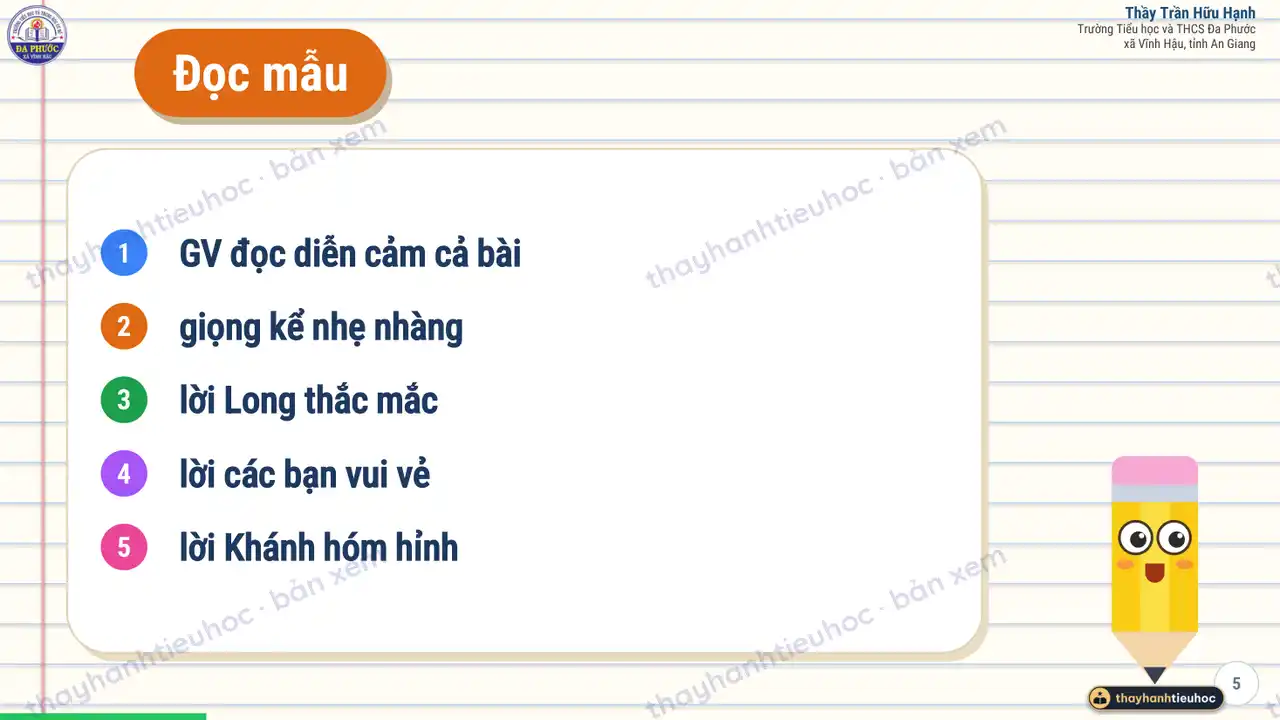 Thầy Trần Hữu Hạnh
Trường Tiểu học và THCS Đa Phước
xã Vĩnh Hậu, tỉnh An Giang
ĐA PHƯỚC
XÃ VĨNH HẬU
Đọc mẫu
1 GV đọc diễn cảm cả bài
2 giọng kể nhẹ nhàng
3 lời Long thắc mắc
4 lời các bạn vui vẻ
5 lời Khánh hóm hỉnh
thayhanhtieuhoc · bản xem
thayhanhtieuhoc · bản xem
thayhanhtieuhoc · bản xem
thayhanhtieuhoc · bản xem
thayhanhtieuhoc
5